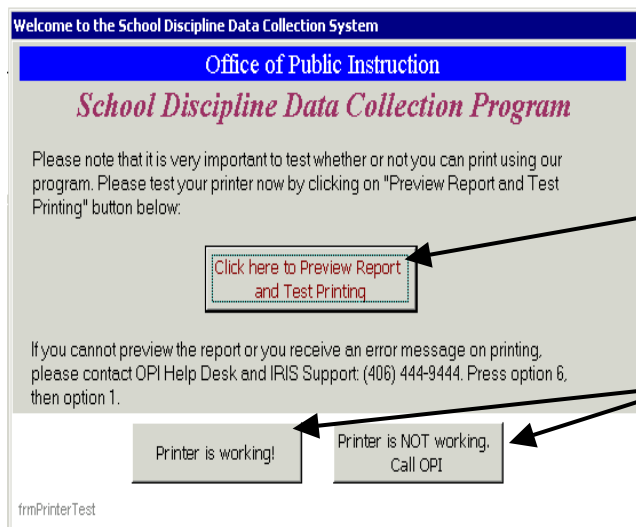 Welcome to the School Discipline Data Collection System
Office of Public Instruction
School Discipline Data Collection Program
Please note that it is very important to test whether or not you can print using our
program. Please test your printer now by clicking on "Preview Report and Test
Printing" button below:
Click here to Preview Report
and Test Printing
If you cannot preview the report or you receive an error message on printing,
please contact OPI Help Desk and IRIS Support: (406) 444-9444. Press option 6,
then option 1.
Printer is working!
Printer is NOT working.
Call OPI
frmPrinterTest